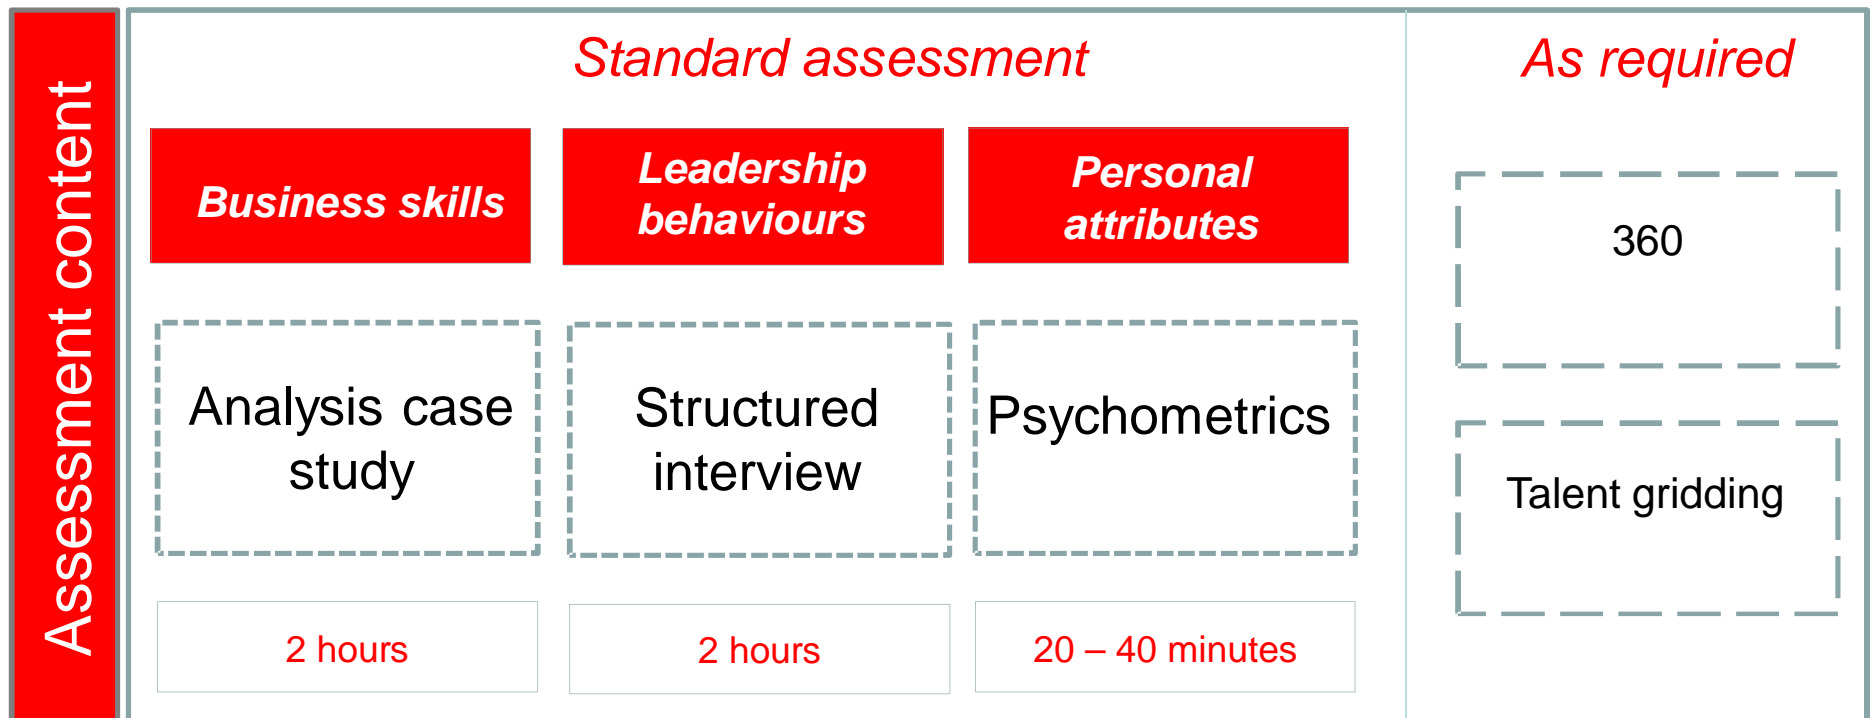 Assessment content
Standard assessment
As required
Business skills
Leadership
behaviours
Personal
attributes
360
Analysis case
study
Structured
interview
Psychometrics
Talent gridding
2 hours
2 hours
20 – 40 minutes